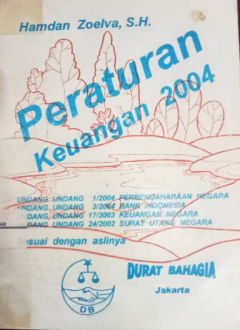 Hamdan Zoelva, S.H.
Peraturan
Keuangan 2004
UNDANG UNDANG 1/2004 PERBENDAHARAAN NEGARA
UNDANG UNDANG 3/2004 BANK INDONESIA
DANG UNDANG 17/2003 KEUANGAN NEGARA
DANG UNDANG 24/2002 SURAT UTANG NEGARA
suai dengan aslinya
DB
DURAT BAHAGIA
Jakarta